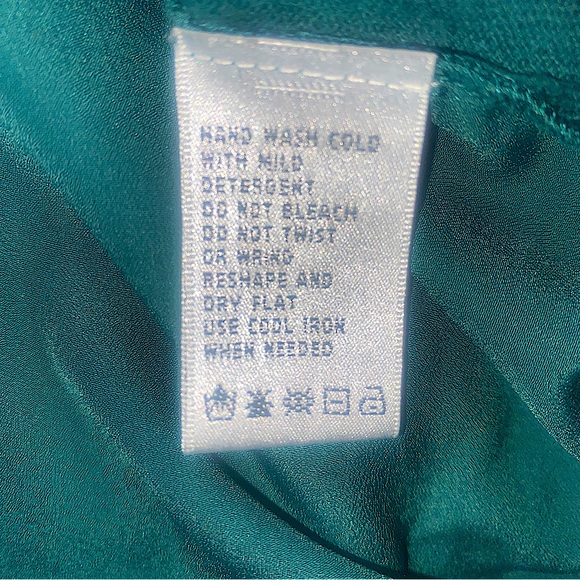 HAND WASH COLD
WITH MILD
DETERGENT
DO NOT BLEACH
DO NOT TWIST
OR WRING
RESHAPE AND
DRY FLAT
USE COOL IRON
WHEN NEEDED